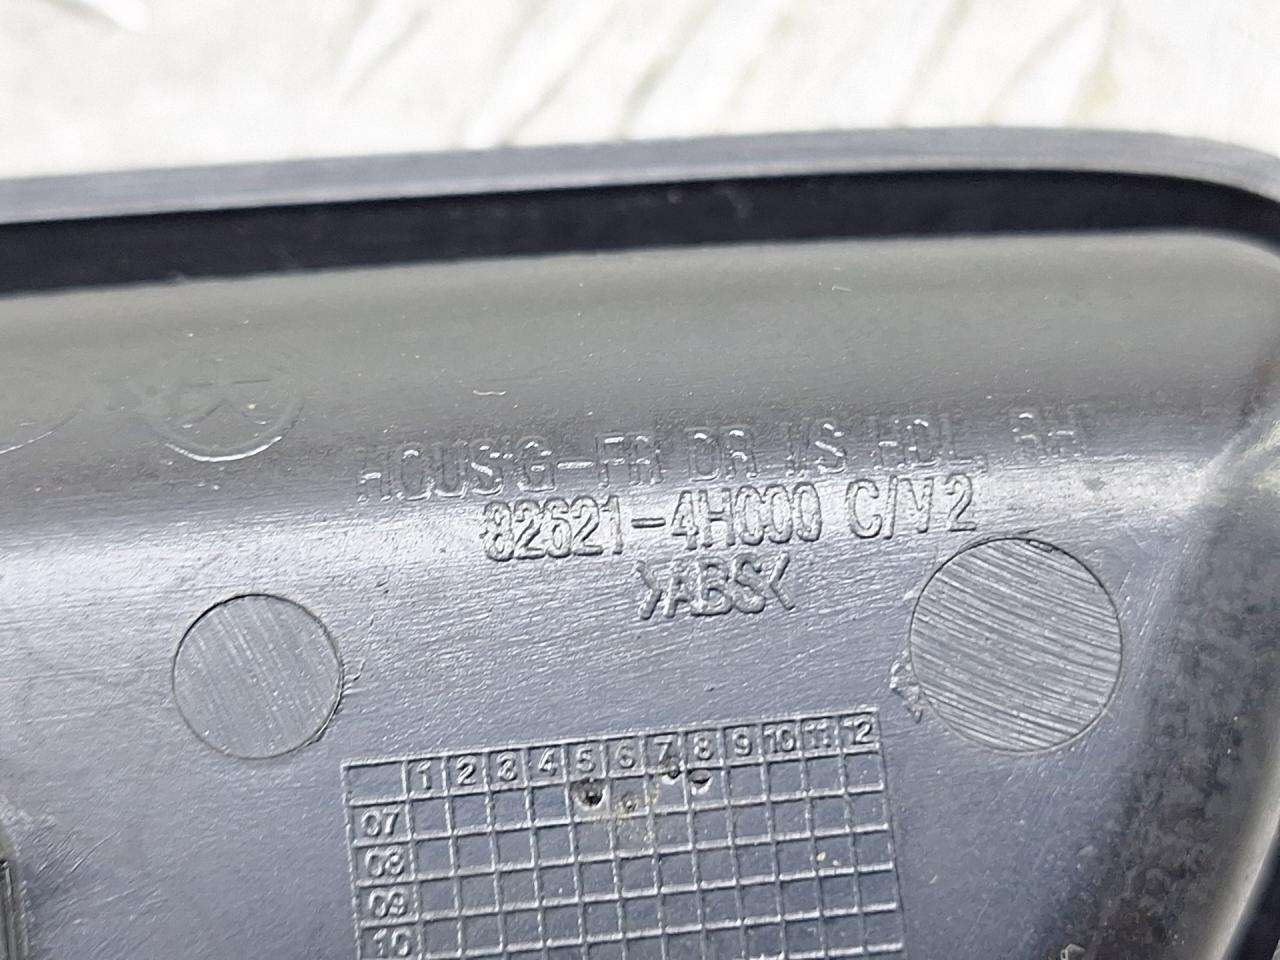 HOUS'G-FR DR I/S HDL, RH
82621-4H000 C/V2
>ABS<
1 2 3 4 5 6 7 8 9 10 11 12
07
08
09
10